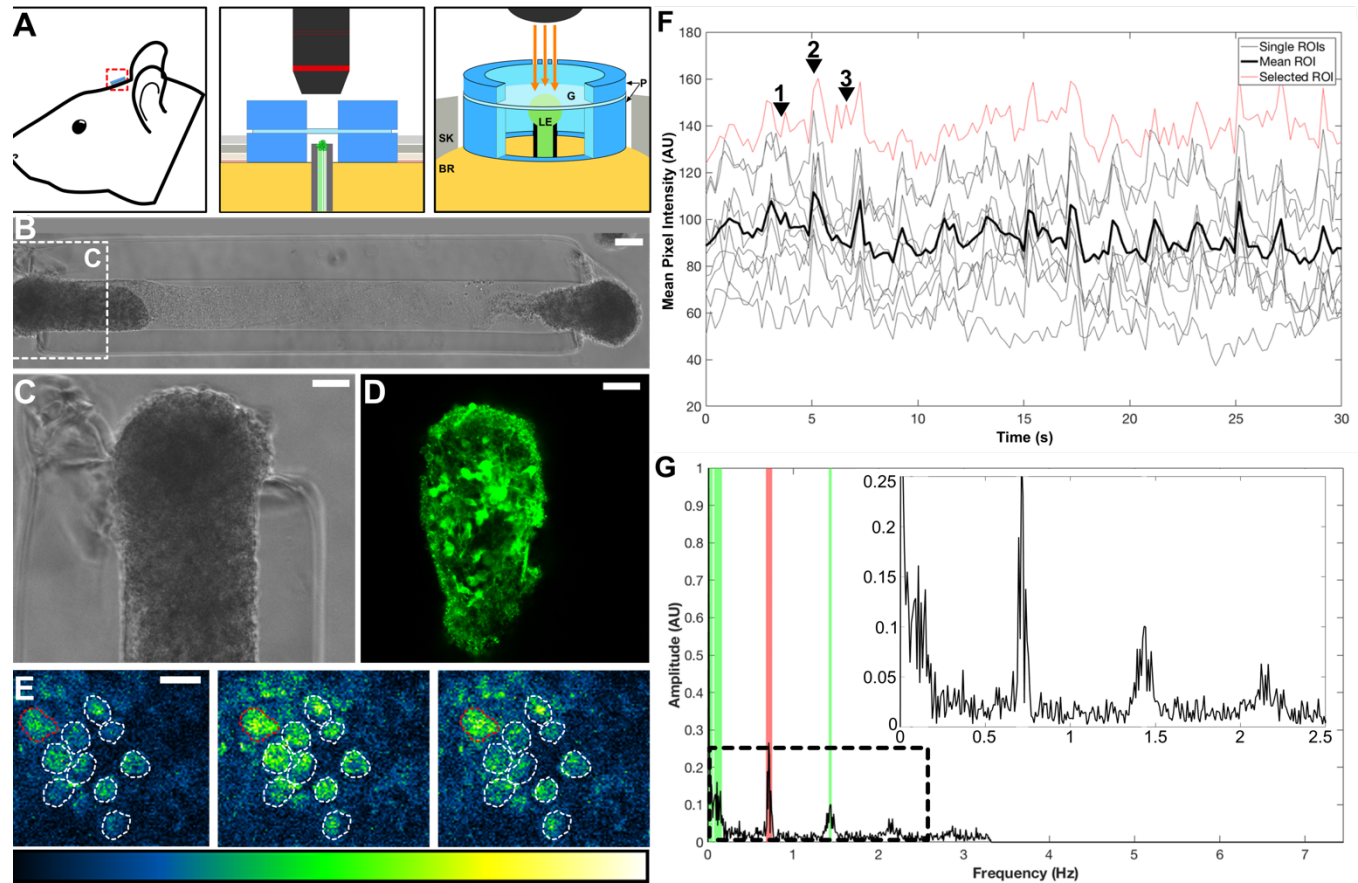 A
G
P
LE
SK
BR
B
C
C
D
E
F
180
160
140
120
100
80
60
40
20
0
5
10
15
20
25
30
Mean Pixel Intensity (AU)
Time (s)
1
2
3
Single ROIs
Mean ROI
Selected ROI
G
1
0.9
0.8
0.7
0.6
0.5
0.4
0.3
0.2
0.1
0
0
1
2
3
4
5
6
7
Amplitude (AU)
Frequency (Hz)
0.25
0.2
0.15
0.1
0.05
0
0
0.5
1
1.5
2
2.5